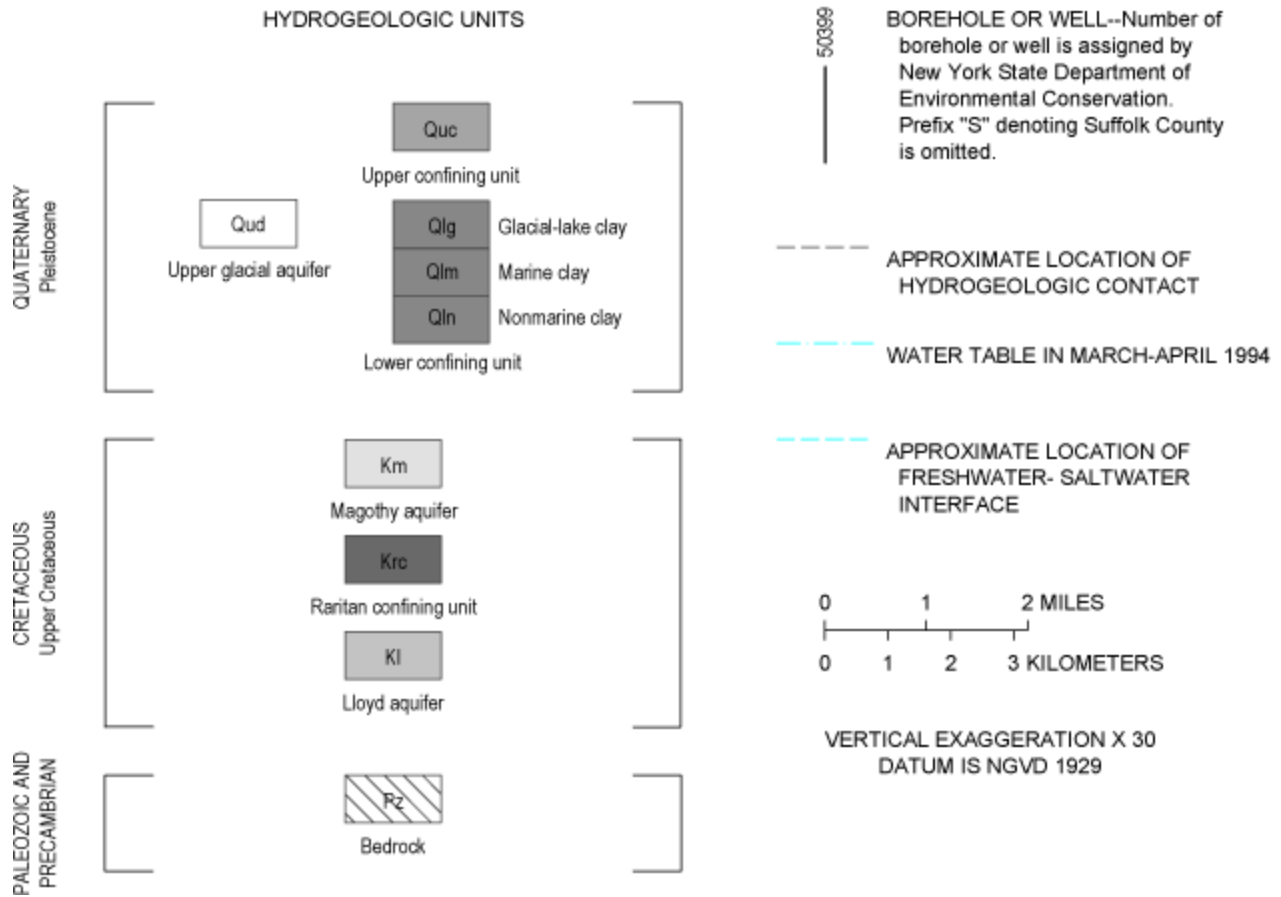 HYDROGEOLOGIC UNITS
QUATERNARY
Pleistocene
Quc
Upper confining unit
Qud
Upper glacial aquifer
Qlg
Glacial-lake clay
Qlm
Marine clay
Qln
Nonmarine clay
Lower confining unit
CRETACEOUS
Upper Cretaceous
Km
Magothy aquifer
Krc
Raritan confining unit
Kl
Lloyd aquifer
PALEOZOIC AND
PRECAMBRIAN
Pz
Bedrock
50399
BOREHOLE OR WELL--Number of
borehole or well is assigned by
New York State Department of
Environmental Conservation.
Prefix "S" denoting Suffolk County
is omitted.
APPROXIMATE LOCATION OF
HYDROGEOLOGIC CONTACT
WATER TABLE IN MARCH-APRIL 1994
APPROXIMATE LOCATION OF
FRESHWATER- SALTWATER
INTERFACE
0 1 2 MILES
0 1 2 3 KILOMETERS
VERTICAL EXAGGERATION X 30
DATUM IS NGVD 1929